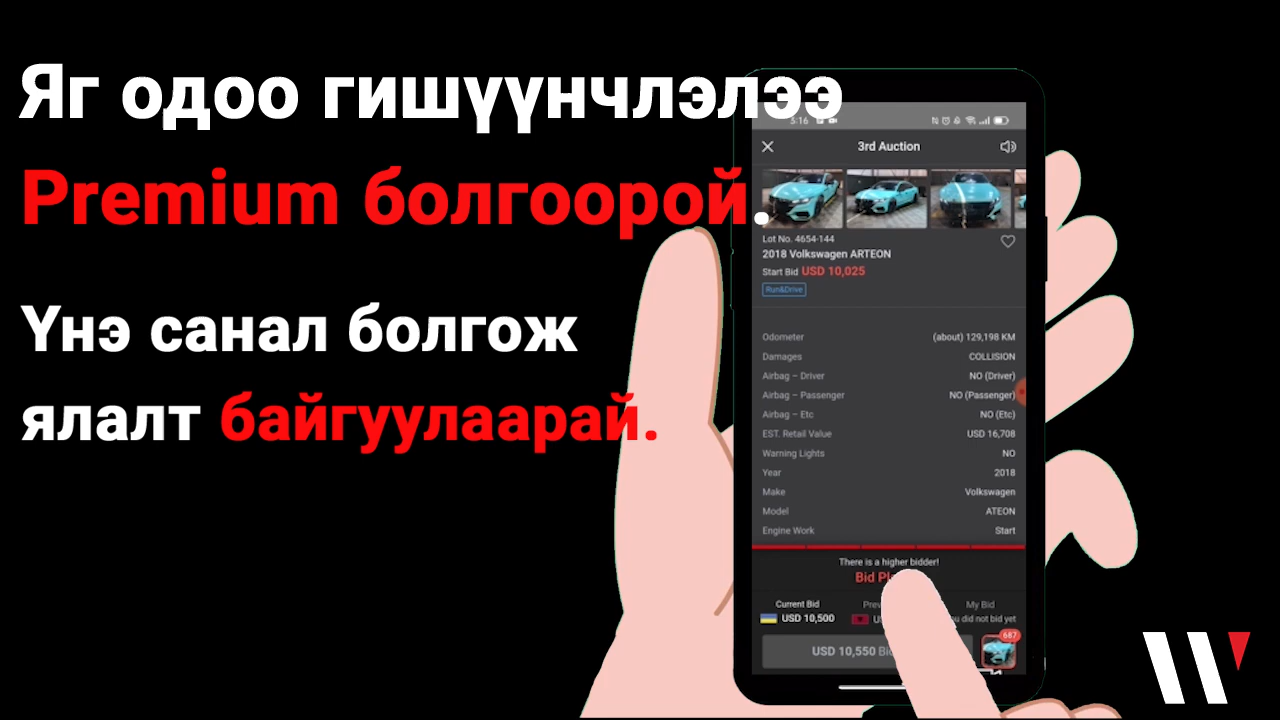 Яг одоо гишүүнчлэлээ
Premium болгоорой.
Үнэ санал болгож
ялалт байгуулаарай.
5:16
3rd Auction
Lot No. 4654-144
2018 Volkswagen ARTEON
Start Bid USD 10,025
Run&Drive
Odometer (about) 129,198 KM
Damages COLLISION
Airbag – Driver NO (Driver)
Airbag – Passenger NO (Passenger)
Airbag – Etc NO (Etc)
EST. Retail Value USD 16,708
Warning Lights NO
Year 2018
Make Volkswagen
Model ATEON
Engine Work Start
There is a higher bidder!
Bid
Current Bid My Bid
USD 10,500 did not bid yet
687
USD 10,550